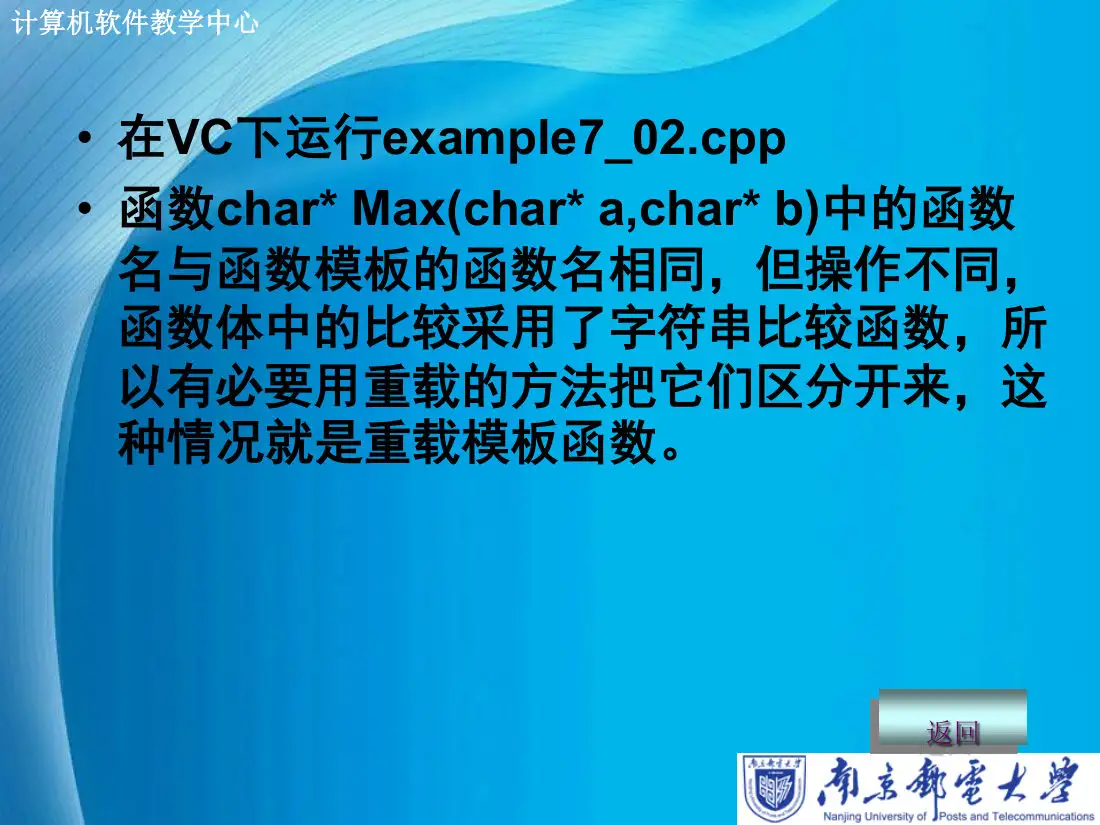 计算机软件教学中心
• 在VC下运行example7_02.cpp
• 函数char* Max(char* a,char* b)中的函数
名与函数模板的函数名相同，但操作不同，
函数体中的比较采用了字符串比较函数，所
以有必要用重载的方法把它们区分开来，这
种情况就是重载模板函数。
返回
南京郵電大學
Nanjing University of Posts and Telecommunications